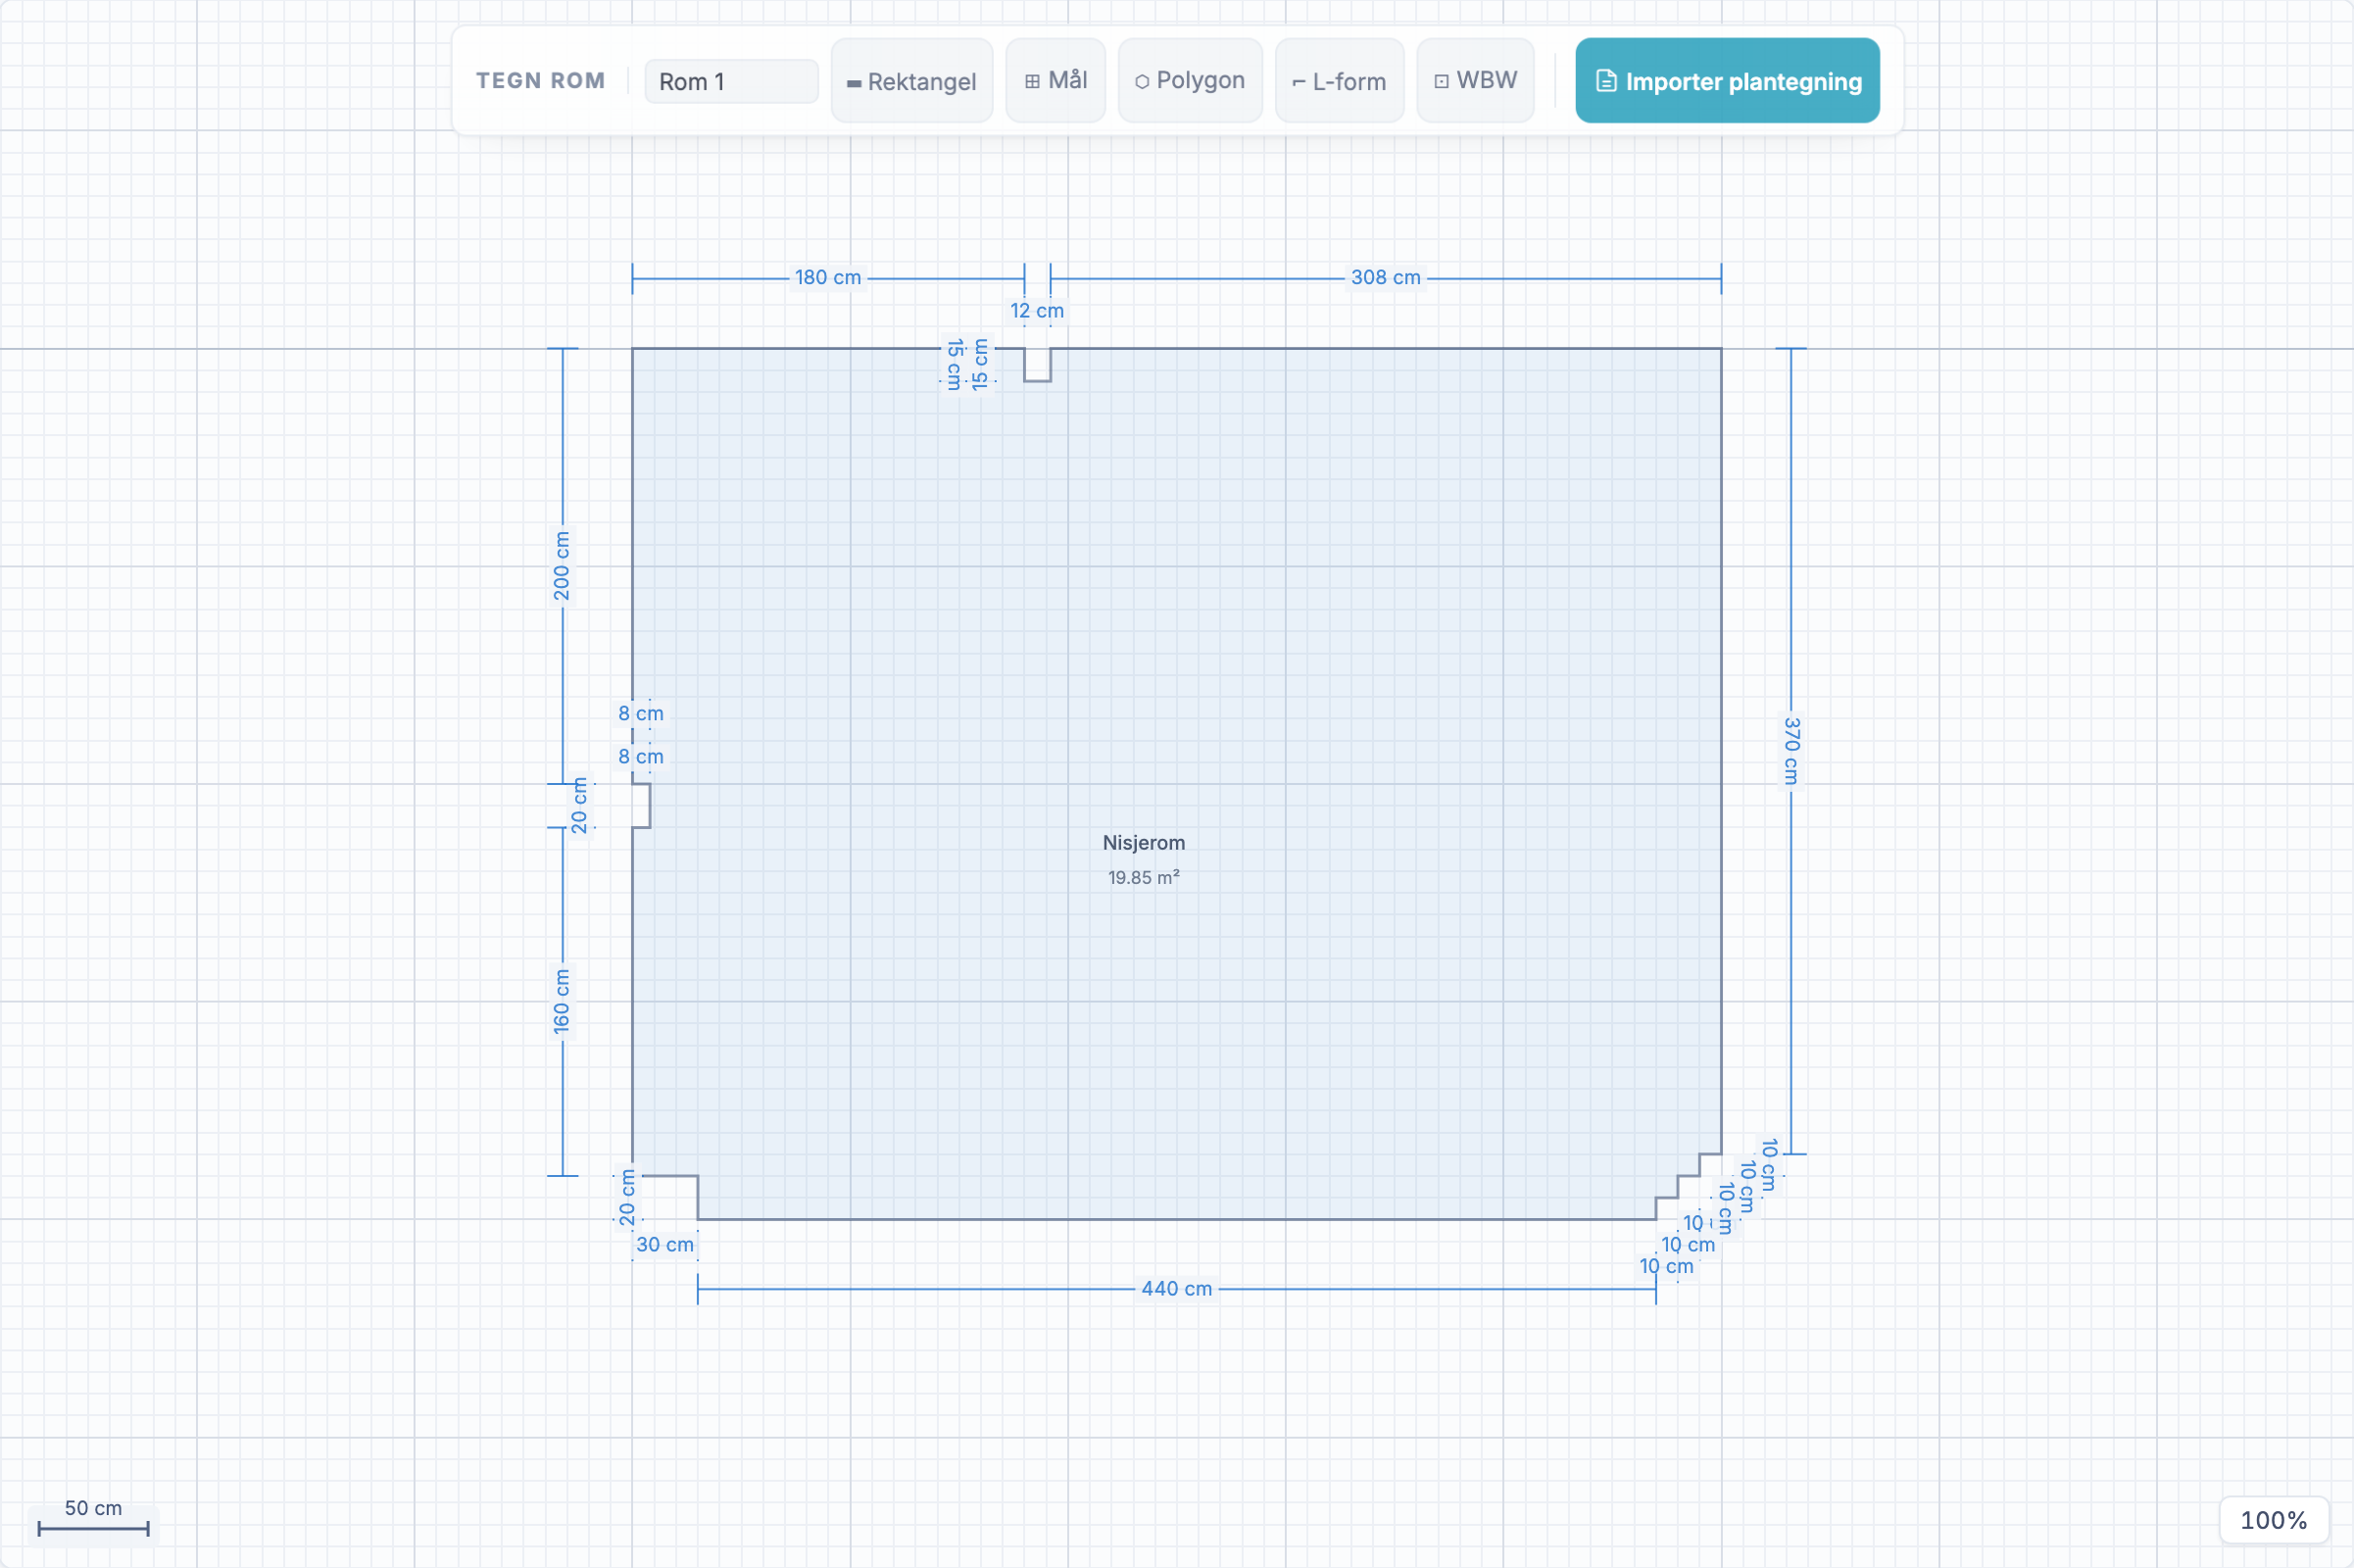 TEGN ROM
Rom 1
Rektangel
Mål
Polygon
L-form
WBW
Importer plantegning
180 cm
308 cm
12 cm
15 cm
15 cm
200 cm
8 cm
8 cm
20 cm
370 cm
Nisjerom
19.85 m²
160 cm
10 cm
10 cm
20 cm
10 cm
10
30 cm
10 cm
10 cm
440 cm
50 cm
100%